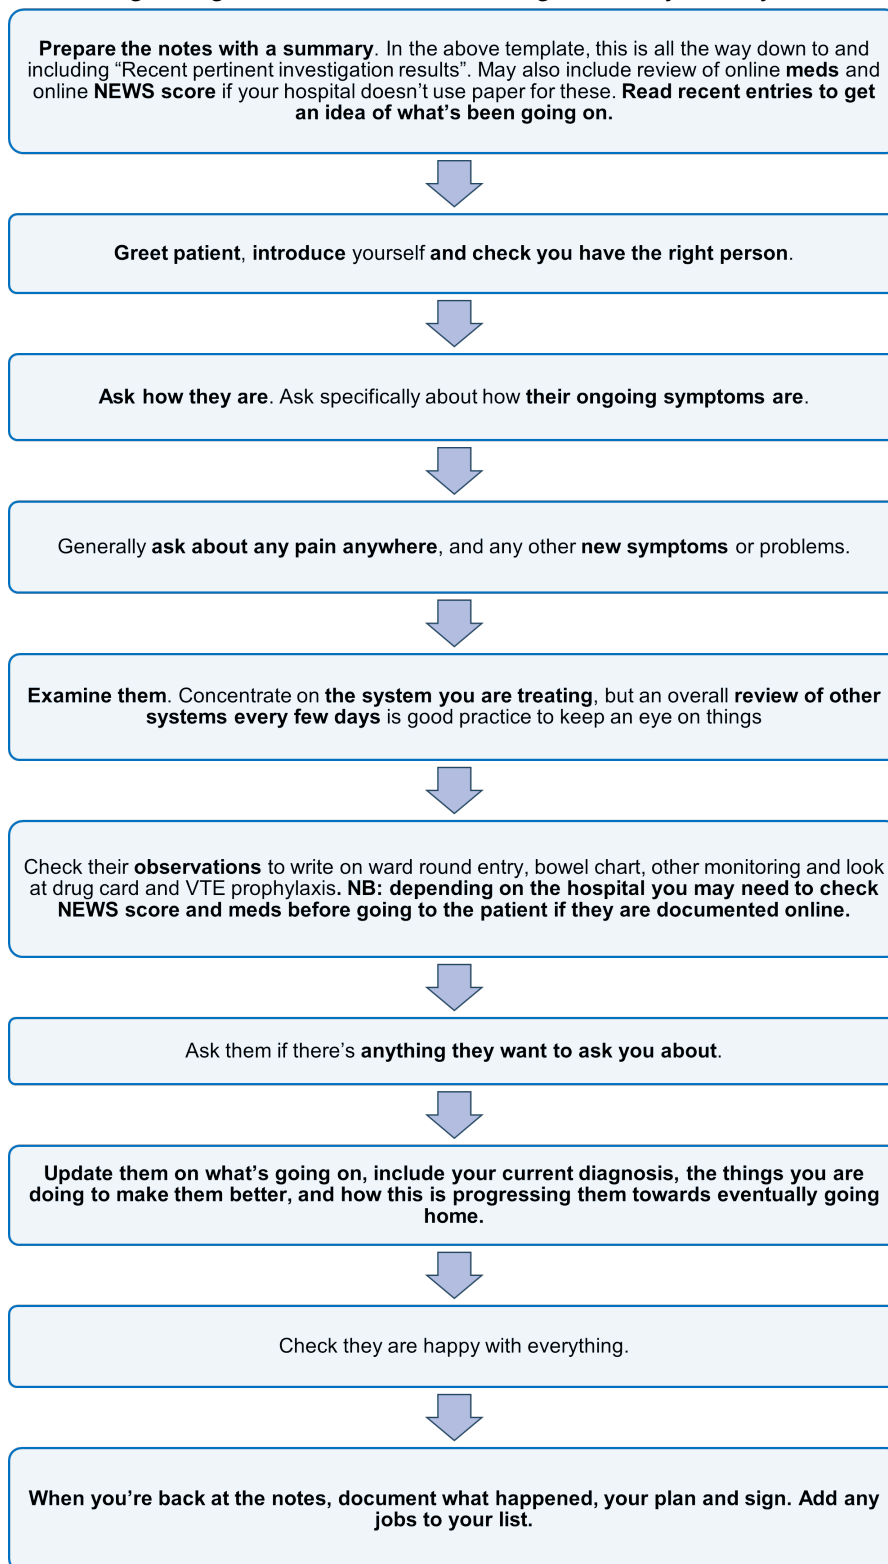 Prepare the notes with a summary. In the above template, this is all the way down to and
including “Recent pertinent investigation results”. May also include review of online meds and
online NEWS score if your hospital doesn’t use paper for these. Read recent entries to get
an idea of what’s been going on.
Greet patient, introduce yourself and check you have the right person.
Ask how they are. Ask specifically about how their ongoing symptoms are.
Generally ask about any pain anywhere, and any other new symptoms or problems.
Examine them. Concentrate on the system you are treating, but an overall review of other
systems every few days is good practice to keep an eye on things
Check their observations to write on ward round entry, bowel chart, other monitoring and look
at drug card and VTE prophylaxis. NB: depending on the hospital you may need to check
NEWS score and meds before going to the patient if they are documented online.
Ask them if there’s anything they want to ask you about.
Update them on what’s going on, include your current diagnosis, the things you are
doing to make them better, and how this is progressing them towards eventually going
home.
Check they are happy with everything.
When you’re back at the notes, document what happened, your plan and sign. Add any
jobs to your list.